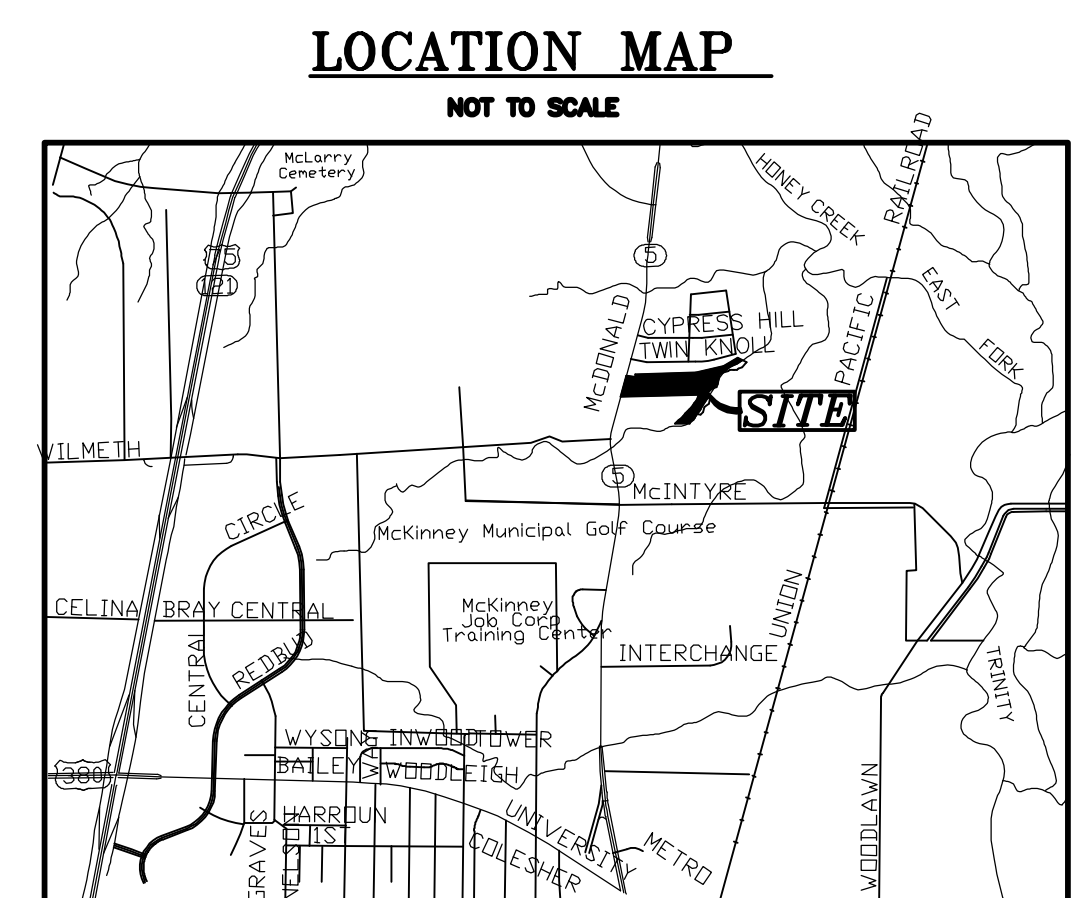 LOCATION MAP
NOT TO SCALE
RAILROAD
McLarry
Cemetery
HONEY CREEK
75
121
5
EAST
FORK
CYPRESS HILL
TWIN KNOLL
McDONALD
PACIFIC
SITE
WILMETH
5
McINTYRE
CIRCLE
McKinney Municipal Golf Course
CELINA
BRAY CENTRAL
McKinney
Job Corp
Training Center
UNION
CENTRAL
REDBUD
INTERCHANGE
TRINITY
WYSONG
INWOOD
TOWER
BAILEY
WOODLEIGH
380
WOODLAWN
HARROUN
1ST
GRAVES
NELSON
UNIVERSITY
COLESHER
METRO